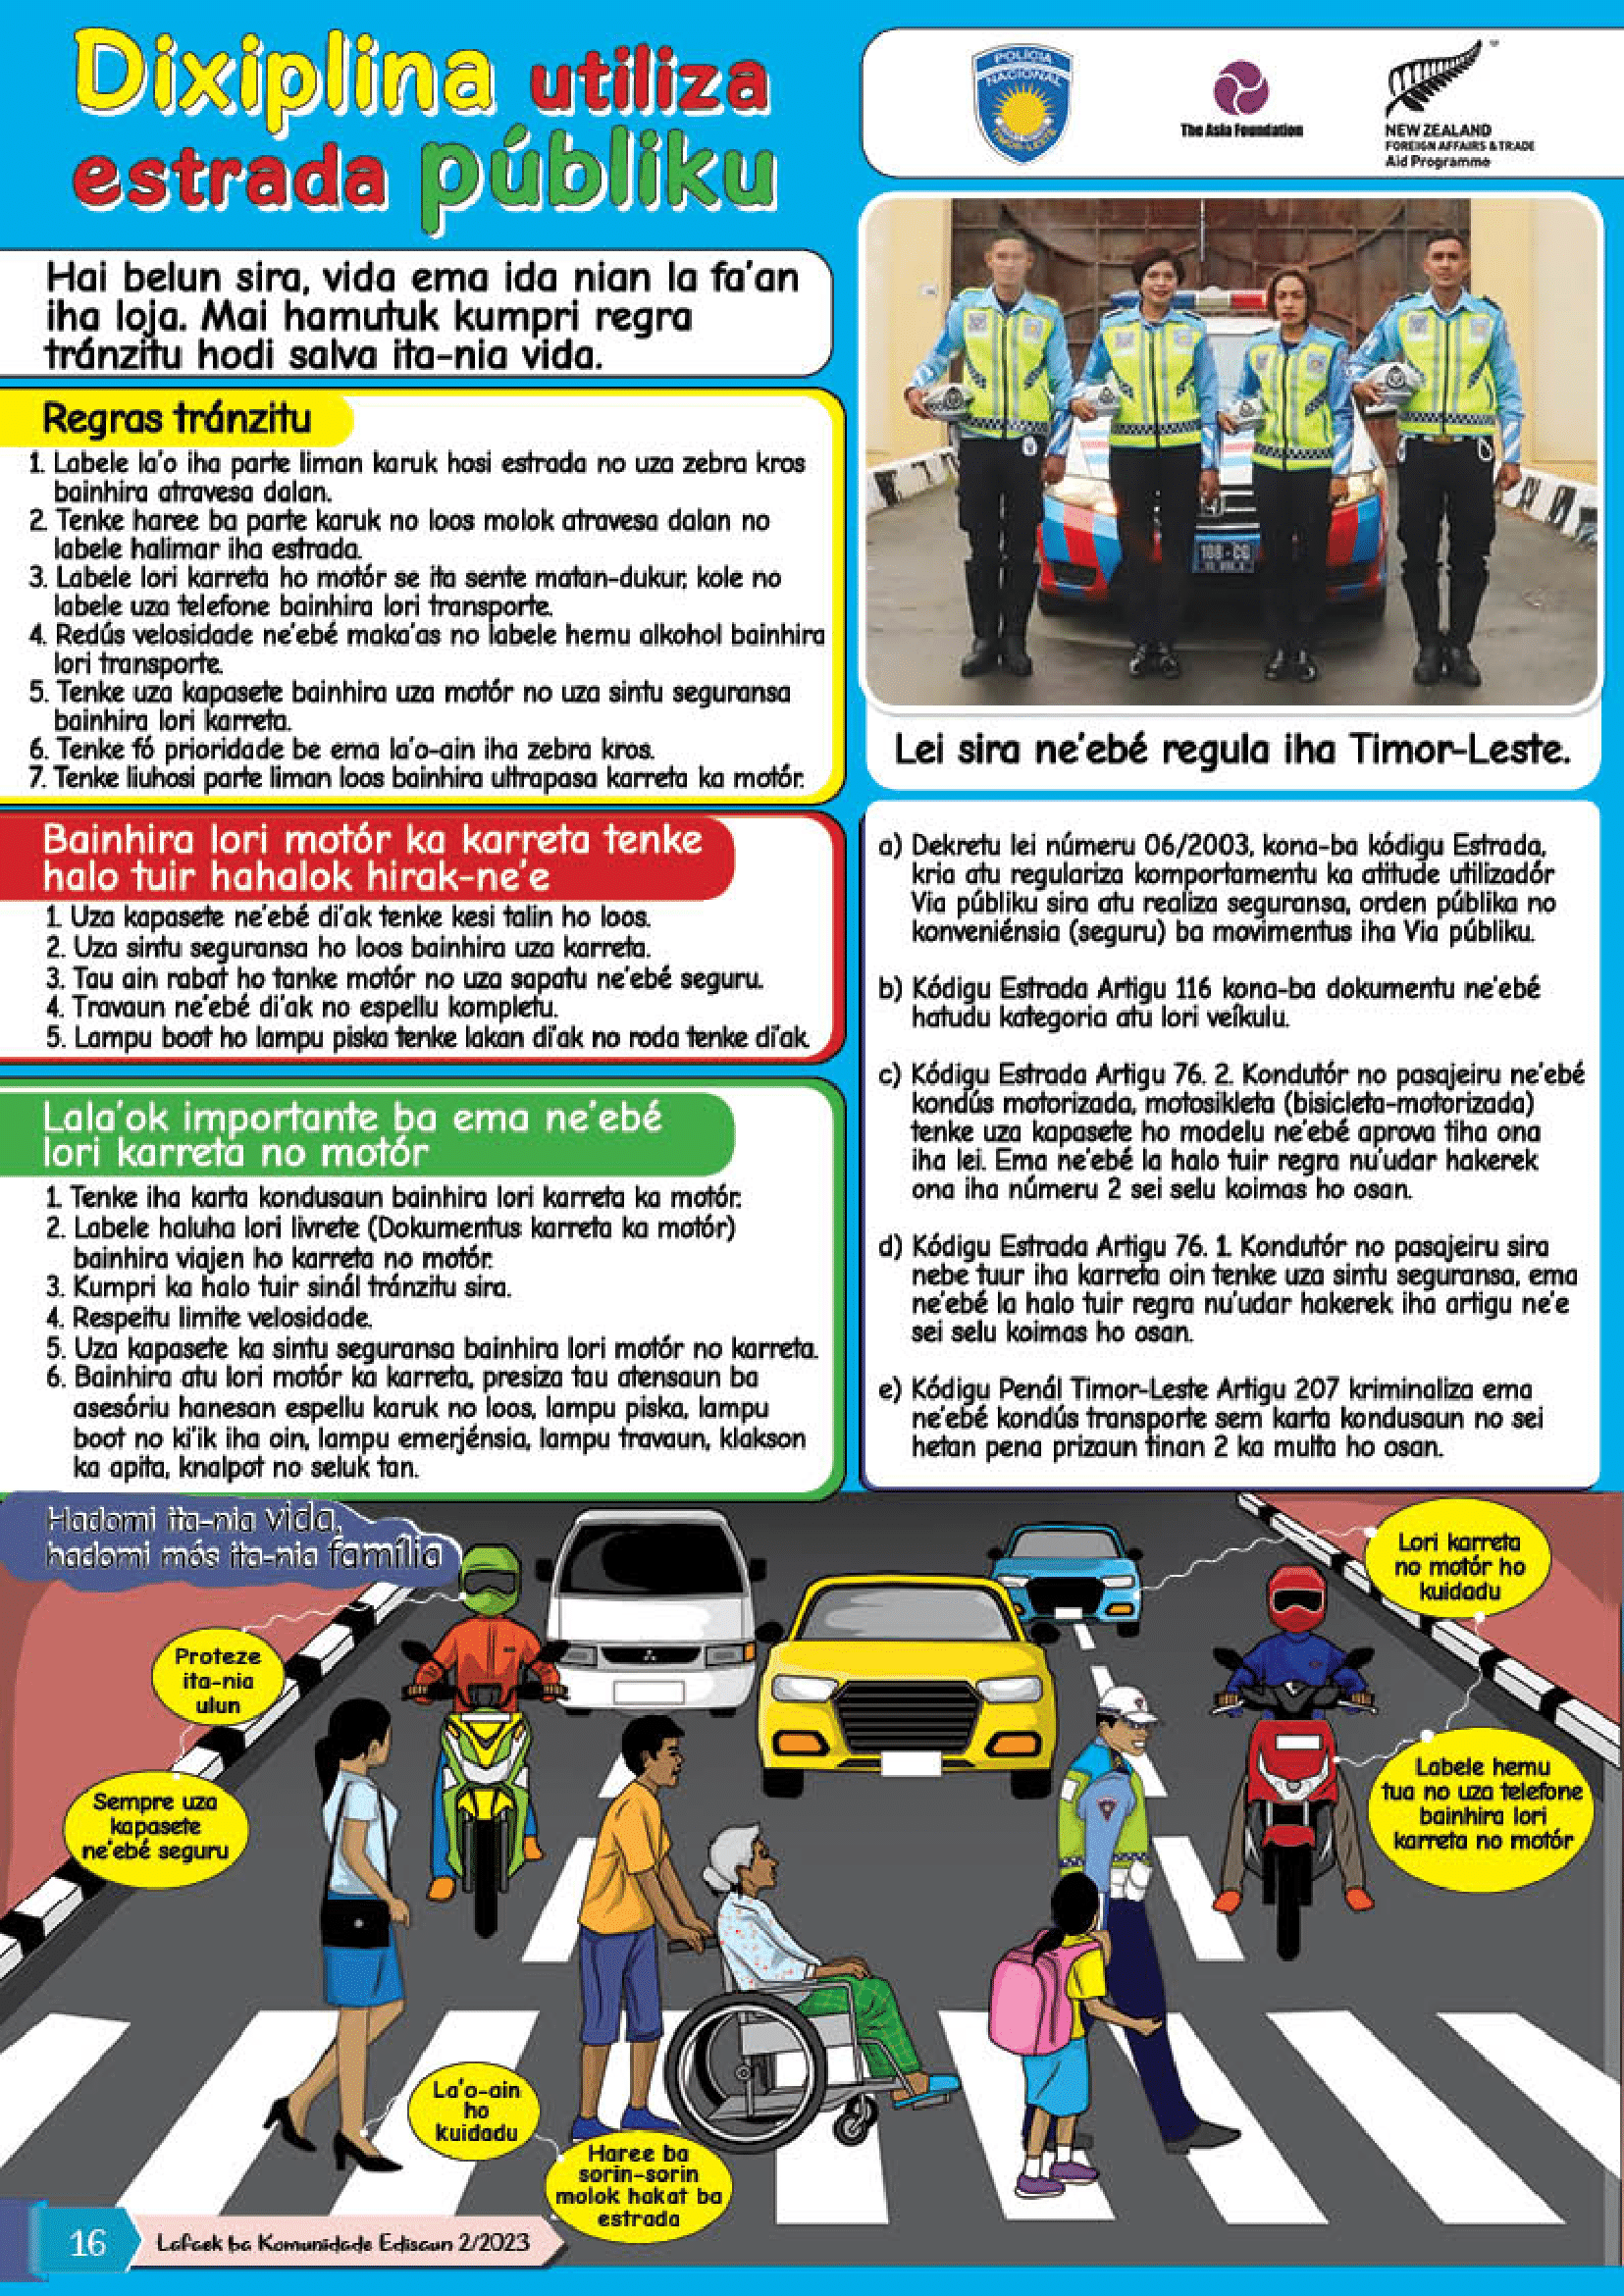 Dixiplina utiliza
estrada públiku
POLÍCIA
NACIONAL
TIMOR-LESTE
The Asia Foundation
NEW ZEALAND
FOREIGN AFFAIRS & TRADE
Aid Programme
Hai belun sira, vida ema ida nian la fa'an
iha loja. Mai hamutuk kumpri regra
tránzitu hodi salva ita-nia vida.
Regras tránzitu
1. Labele la'o iha parte liman karuk hosi estrada no uza zebra kros
bainhira atravesa dalan.
2. Tenke haree ba parte karuk no loos molok atravesa dalan no
labele halimar iha estrada.
3. Labele lori karreta ho motór se ita sente matan-dukur, kole no
labele uza telefone bainhira lori transporte.
4. Redús velosidade ne'ebé maka'as no labele hemu alkohol bainhira
lori transporte.
5. Tenke uza kapasete bainhira uza motór no uza sintu seguransa
bainhira lori karreta.
6. Tenke fó prioridade be ema la'o-ain iha zebra kros.
7. Tenke liuhosi parte liman loos bainhira ultrapasa karreta ka motór.
Bainhira lori motór ka karreta tenke
halo tuir hahalok hirak-ne'e
1. Uza kapasete ne'ebé di'ak tenke kesi talin ho loos.
2. Uza sintu seguransa ho loos bainhira uza karreta.
3. Tau ain rabat ho tanke motór no uza sapatu ne'ebé seguru.
4. Travaun ne'ebé di'ak no espellu kompletu.
5. Lampu boot ho lampu piska tenke lakan di'ak no roda tenke di'ak.
Lala'ok importante ba ema ne'ebé
lori karreta no motór
1. Tenke iha karta kondusaun bainhira lori karreta ka motór.
2. Labele haluha lori livrete (Dokumentus karreta ka motór)
bainhira viajen ho karreta no motór.
3. Kumpri ka halo tuir sinál tránzitu sira.
4. Respeitu limite velosidade.
5. Uza kapasete ka sintu seguransa bainhira lori motór no karreta.
6. Bainhira atu lori motór ka karreta, presiza tau atensaun ba
asesóriu hanesan espellu karuk no loos, lampu piska, lampu
boot no ki'ik iha oin, lampu emerjénsia, lampu travaun, klakson
ka apita, knalpot no seluk tan.
Lei sira ne'ebé regula iha Timor-Leste.
a) Dekretu lei númeru 06/2003, kona-ba kódigu Estrada,
kria atu regulariza komportamentu ka atitude utilizadór
Via públiku sira atu realiza seguransa, orden públika no
konveniénsia (seguru) ba movimentus iha Via públiku.
b) Kódigu Estrada Artigu 116 kona-ba dokumentu ne'ebé
hatudu kategoria atu lori veíkulu.
c) Kódigu Estrada Artigu 76. 2. Kondutór no pasajeiru ne'ebé
kondús motorizada, motosikleta (bisicleta-motorizada)
tenke uza kapasete ho modelu ne'ebé aprova tiha ona
iha lei. Ema ne'ebé la halo tuir regra nu'udar hakerek
ona iha númeru 2 sei selu koimas ho osan.
d) Kódigu Estrada Artigu 76. 1. Kondutór no pasajeiru sira
nebe tuur iha karreta oin tenke uza sintu seguransa, ema
ne'ebé la halo tuir regra nu'udar hakerek iha artigu ne'e
sei selu koimas ho osan.
e) Kódigu Penál Timor-Leste Artigu 207 kriminaliza ema
ne'ebé kondús transporte sem karta kondusaun no sei
hetan pena prizaun tinan 2 ka multa ho osan.
Hadomi ita-nia vida,
hadomi mós ita-nia família
Proteze
ita-nia
ulun
Sempre uza
kapasete
ne'ebé seguru
Lori karreta
no motór ho
kuidadu
Labele hemu
tua no uza telefone
bainhira lori
karreta no motór
La'o-ain
ho
kuidadu
Haree ba
sorin-sorin
molok hakat ba
estrada
16
Lafaek ba Komunidade Edisaun 2/2023